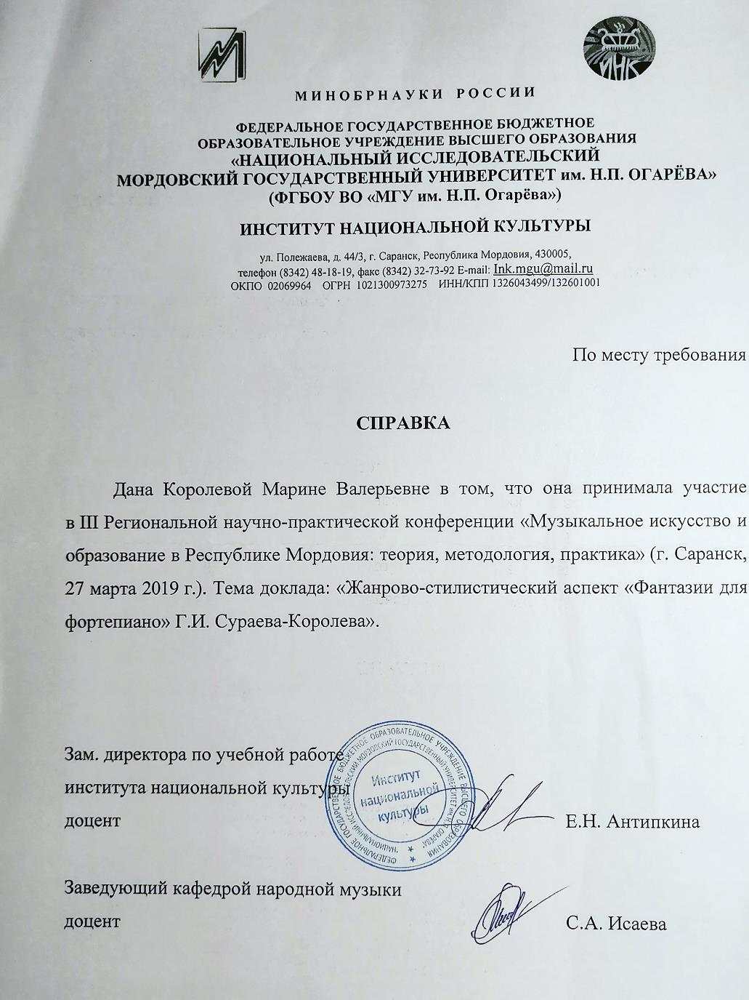 ИНК
МИНОБРНАУКИ РОССИИ
ФЕДЕРАЛЬНОЕ ГОСУДАРСТВЕННОЕ БЮДЖЕТНОЕ
ОБРАЗОВАТЕЛЬНОЕ УЧРЕЖДЕНИЕ ВЫСШЕГО ОБРАЗОВАНИЯ
«НАЦИОНАЛЬНЫЙ ИССЛЕДОВАТЕЛЬСКИЙ
МОРДОВСКИЙ ГОСУДАРСТВЕННЫЙ УНИВЕРСИТЕТ им. Н.П. ОГАРЁВА»
(ФГБОУ ВО «МГУ им. Н.П. Огарёва»)
ИНСТИТУТ НАЦИОНАЛЬНОЙ КУЛЬТУРЫ
ул. Полежаева, д. 44/3, г. Саранск, Республика Мордовия, 430005,
телефон (8342) 48-18-19, факс (8342) 32-73-92 E-mail: Ink.mgu@mail.ru
ОКПО 02069964 ОГРН 1021300973275 ИНН/КПП 1326043499/132601001
По месту требования
СПРАВКА
Дана Королевой Марине Валерьевне в том, что она принимала участие
в III Региональной научно-практической конференции «Музыкальное искусство и
образование в Республике Мордовия: теория, методология, практика» (г. Саранск,
27 марта 2019 г.). Тема доклада: «Жанрово-стилистический аспект «Фантазии для
фортепиано» Г.И. Сураева-Королева».
Зам. директора по учебной работе
института национальной культуры
доцент
Е.Н. Антипкина
ФЕДЕРАЛЬНОЕ ГОСУДАРСТВЕННОЕ БЮДЖЕТНОЕ ОБРАЗОВАТЕЛЬНОЕ УЧРЕЖДЕНИЕ ВЫСШЕГО ОБРАЗОВАНИЯ
"НАЦИОНАЛЬНЫЙ ИССЛЕДОВАТЕЛЬСКИЙ МОРДОВСКИЙ ГОСУДАРСТВЕННЫЙ УНИВЕРСИТЕТ им. Н.П. ОГАРЁВА"
Институт
национальной
культуры
Заведующий кафедрой народной музыки
доцент
С.А. Исаева